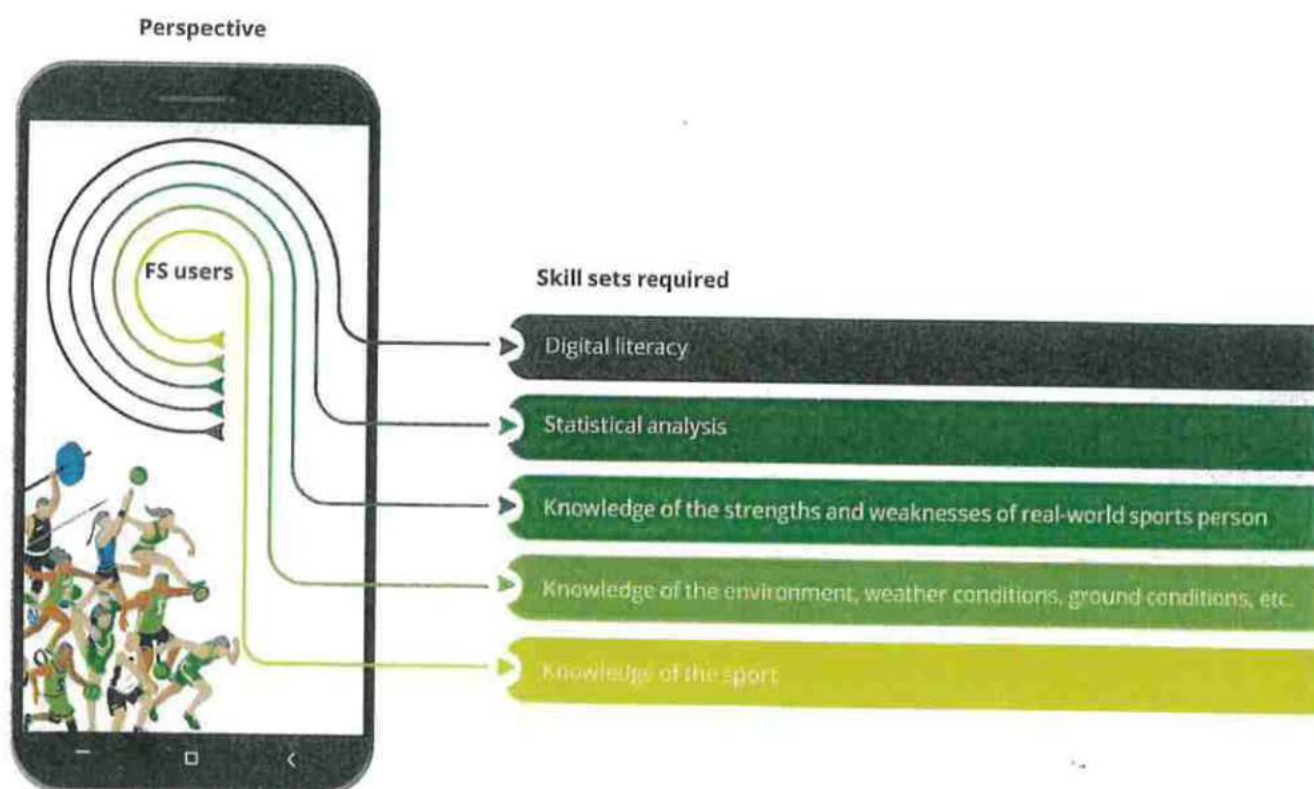 Perspective
FS users
Skill sets required
Digital literacy
Statistical analysis
Knowledge of the strengths and weaknesses of real-world sports person
Knowledge of the environment, weather conditions, ground conditions, etc.
Knowledge of the sport